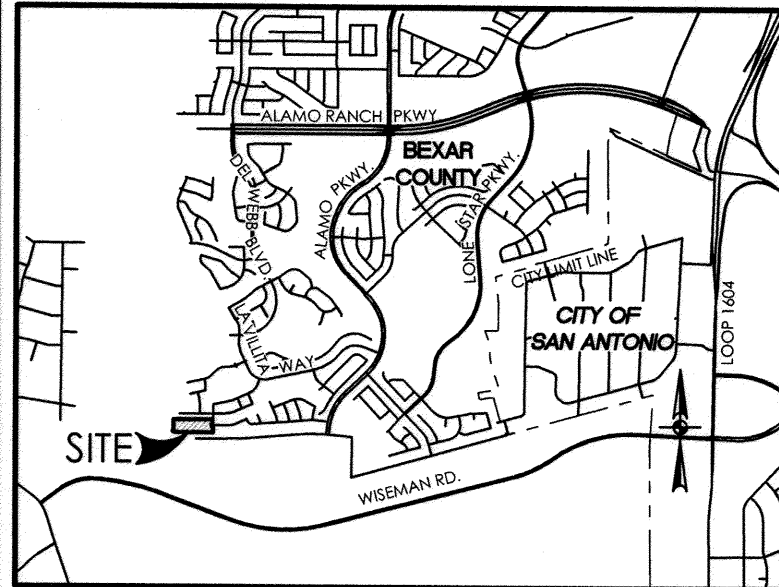 ALAMO RANCH PKWY.
BEXAR
COUNTY
DEL WEBB BLVD.
ALAMO PKWY.
LONE STAR PKWY.
CITY LIMIT LINE
CITY OF
SAN ANTONIO
LOOP 1604
LA VILLITA WAY
SITE
WISEMAN RD.